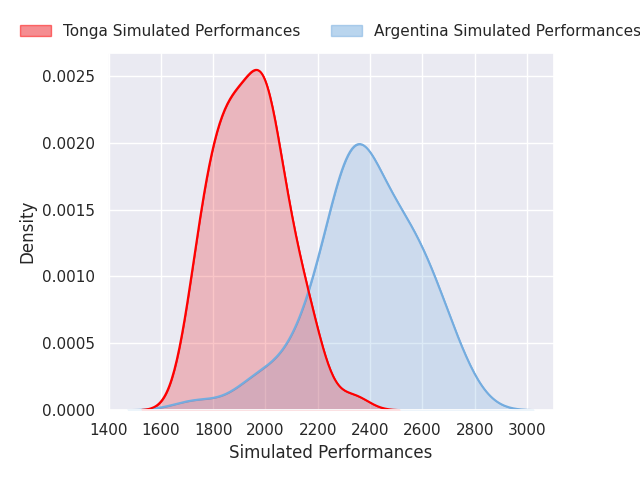 Tonga Simulated Performances Argentina Simulated Performances
0.0025
0.0020
0.0015
0.0010
0.0005
0.0000
Density
1400 1600 1800 2000 2200 2400 2600 2800 3000
Simulated Performances